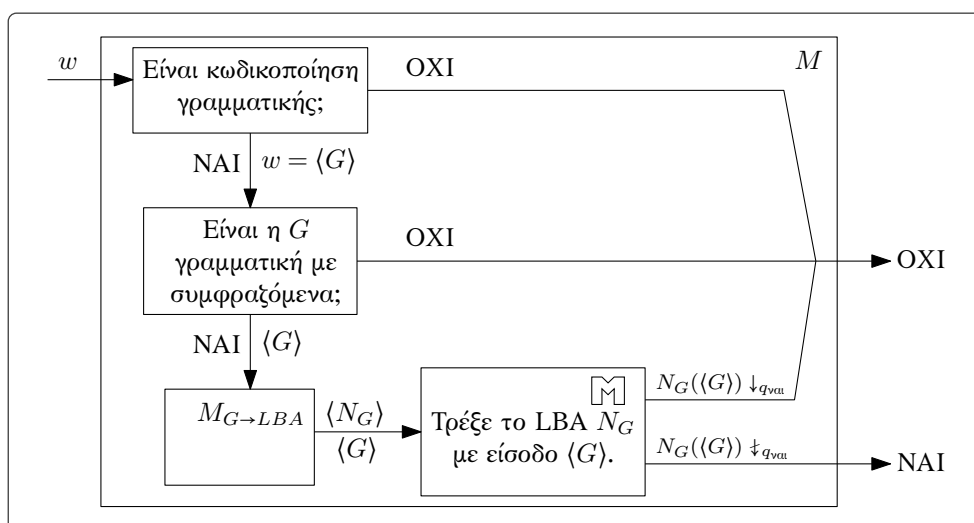 w
Είναι κωδικοποίηση
γραμματικής;
ΟΧΙ
M
ΝΑΙ
w = ⟨G⟩
Είναι η G
γραμματική με
συμφραζόμενα;
ΟΧΙ
ΟΧΙ
ΝΑΙ
⟨G⟩
M_{G→LBA}
⟨N_G⟩
⟨G⟩
M
Τρέξε το LBA N_G
με είσοδο ⟨G⟩.
N_G(⟨G⟩) ↓_{q_{ναι}}
N_G(⟨G⟩) ↓̸_{q_{ναι}}
ΝΑΙ